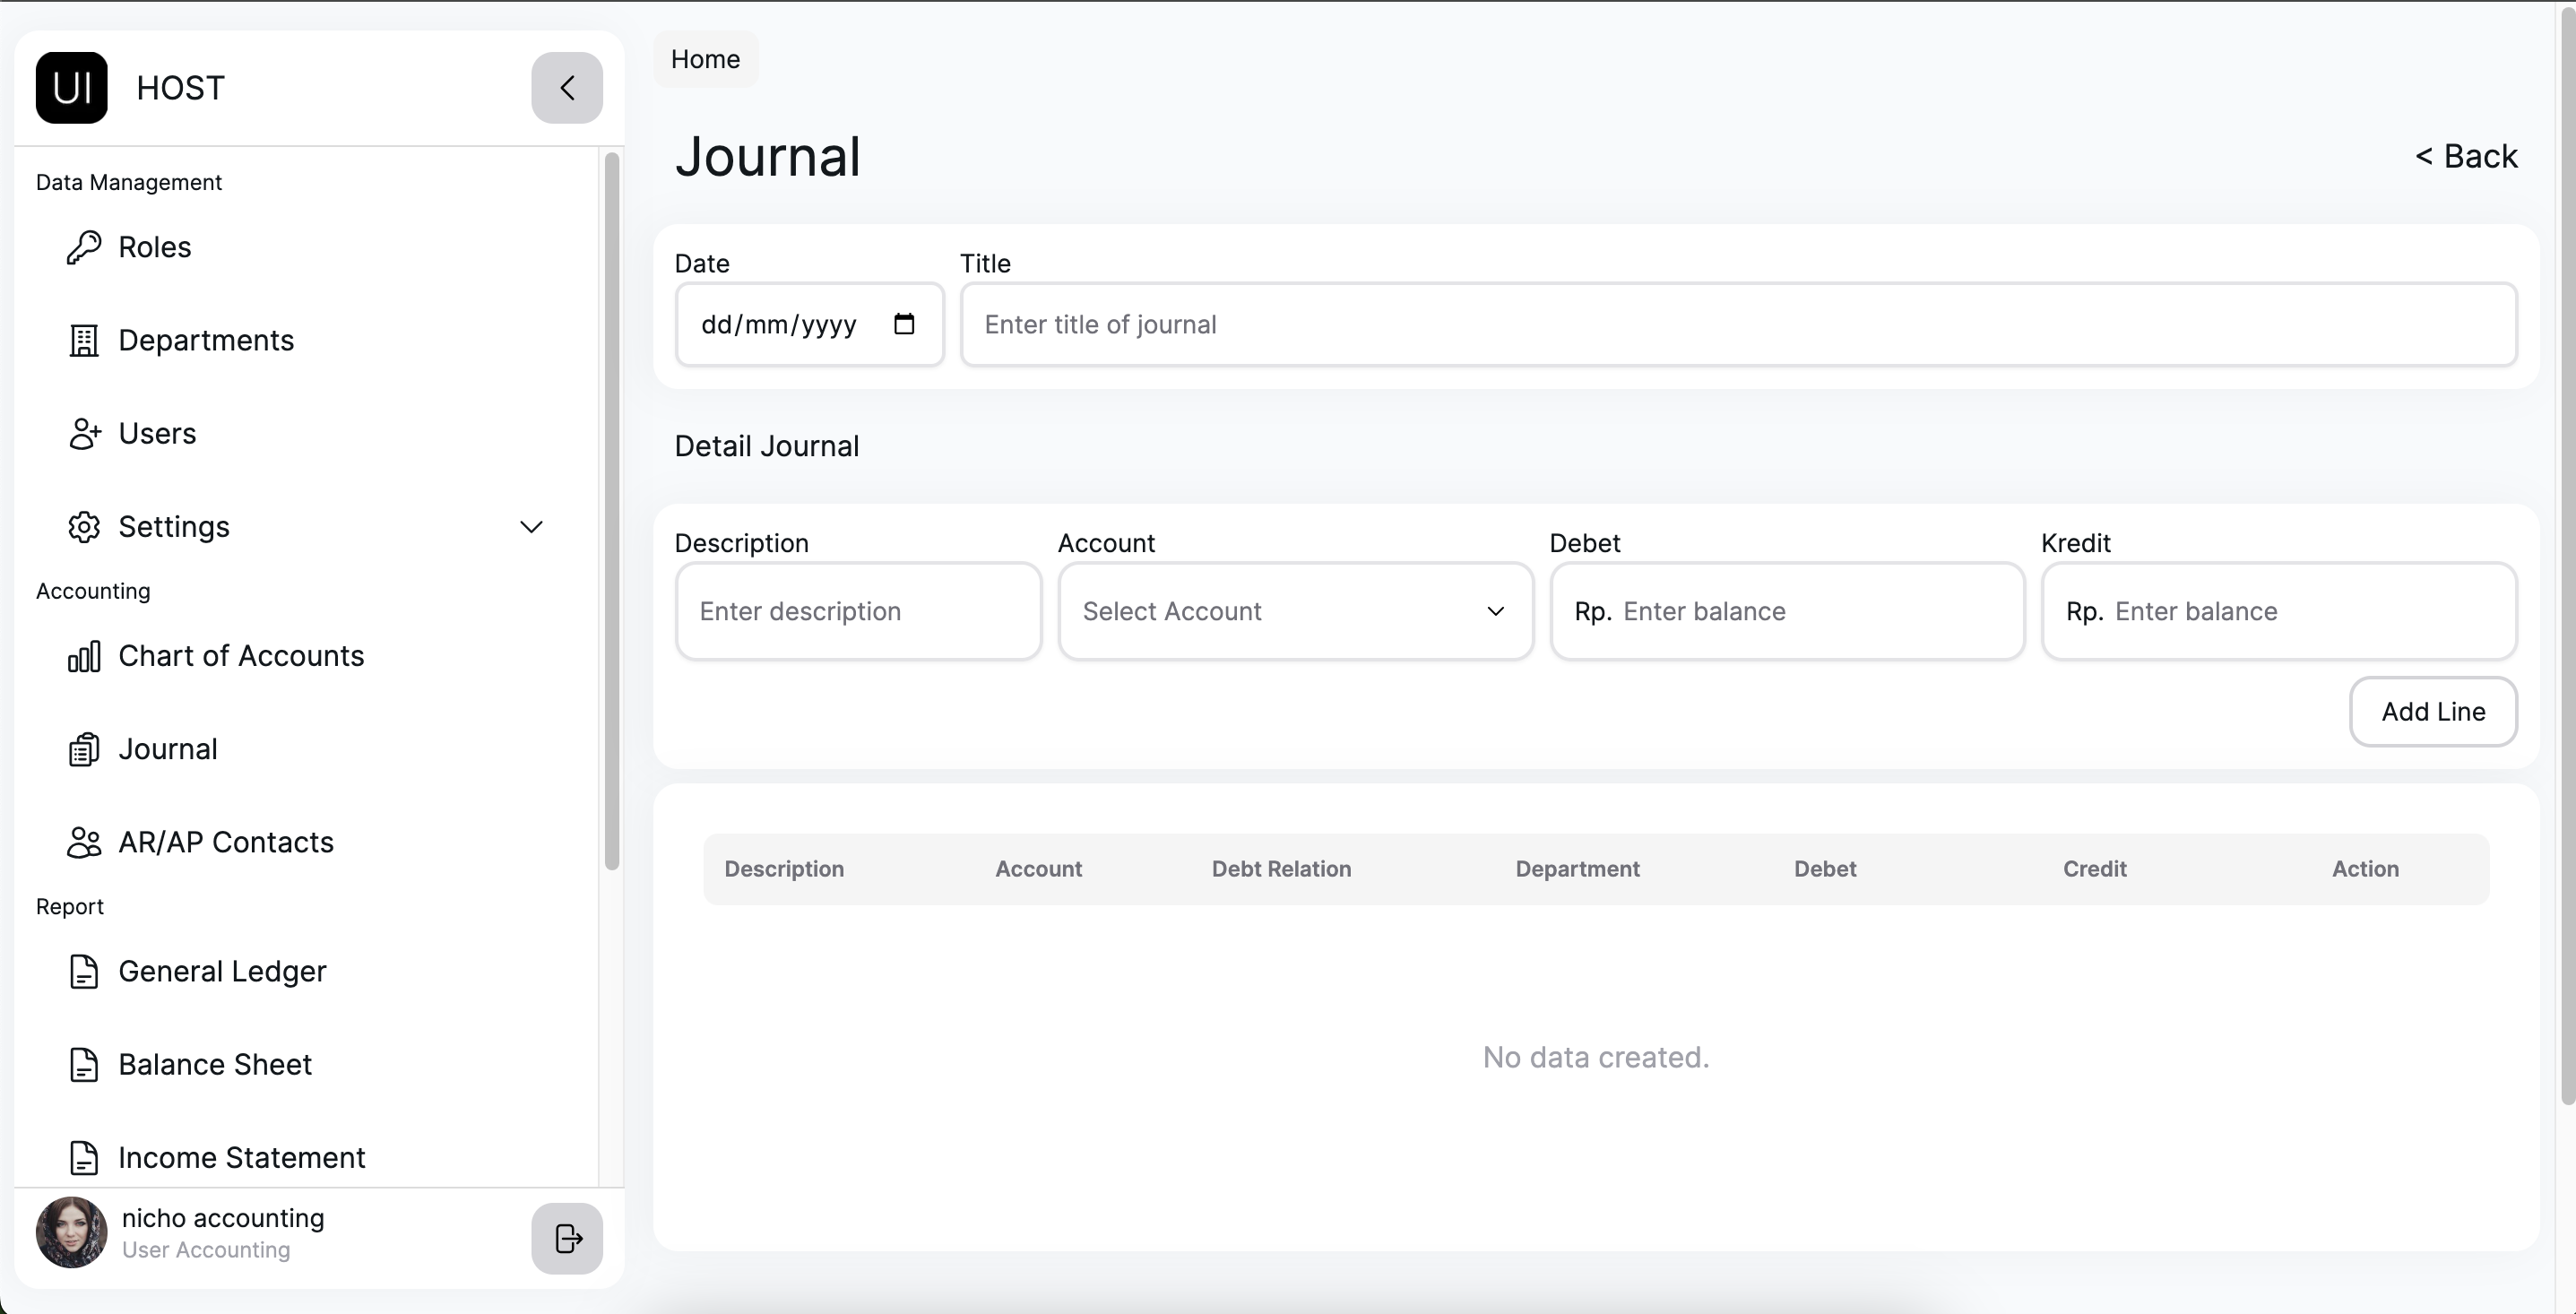 UI HOST
Data Management
Roles
Departments
Users
Settings
Accounting
Chart of Accounts
Journal
AR/AP Contacts
Report
General Ledger
Balance Sheet
Income Statement
nicho accounting
User Accounting
Home
Journal
< Back
Date Title
dd/mm/yyyy Enter title of journal
Detail Journal
Description Account Debet Kredit
Enter description Select Account Rp. Enter balance Rp. Enter balance
Add Line
Description Account Debt Relation Department Debet Credit Action
No data created.